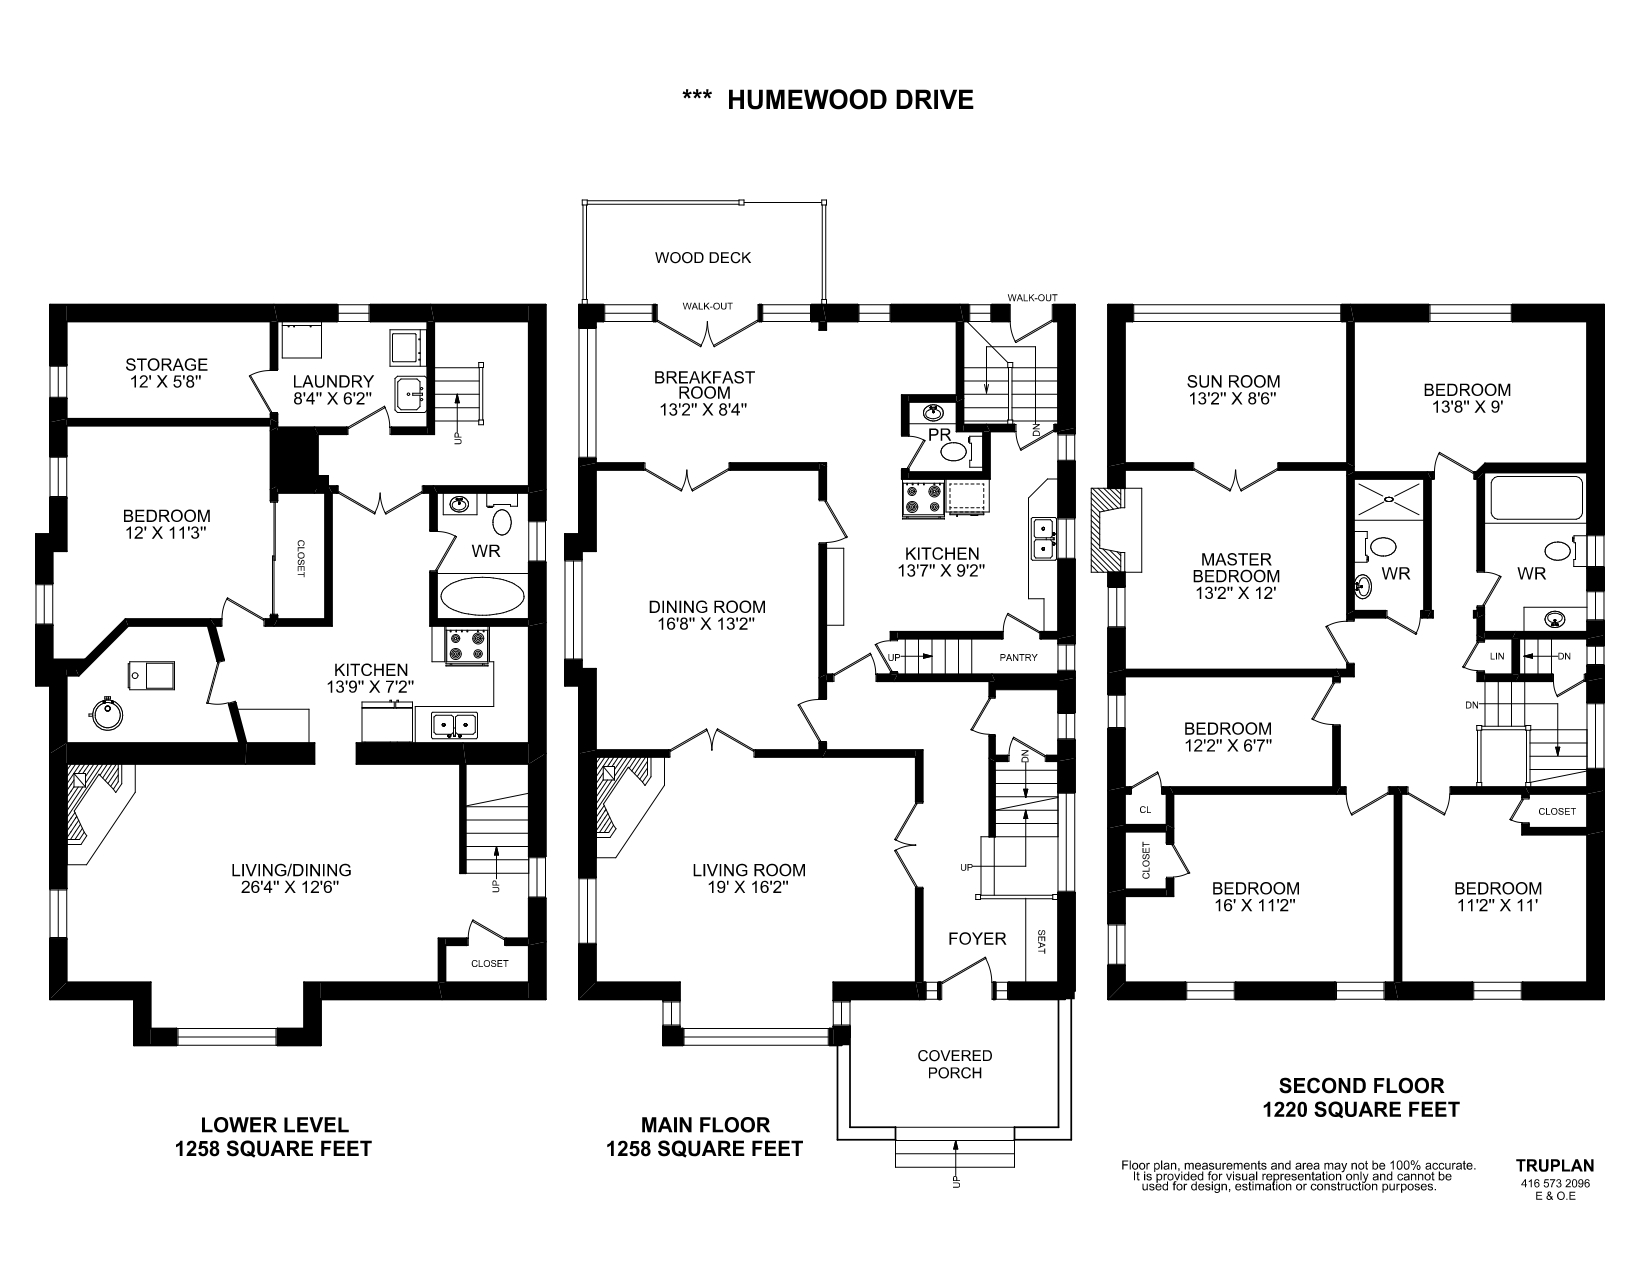 *** HUMEWOOD DRIVE
WOOD DECK
WALK-OUT
WALK-OUT
STORAGE
12' X 5'8"
LAUNDRY
8'4" X 6'2"
UP
BEDROOM
12' X 11'3"
CLOSET
WR
KITCHEN
13'9" X 7'2"
LIVING/DINING
26'4" X 12'6"
UP
CLOSET
LOWER LEVEL
1258 SQUARE FEET
BREAKFAST
ROOM
13'2" X 8'4"
PR
DN
KITCHEN
13'7" X 9'2"
DINING ROOM
16'8" X 13'2"
UP
PANTRY
DN
LIVING ROOM
19' X 16'2"
UP
FOYER
SEAT
COVERED
PORCH
UP
MAIN FLOOR
1258 SQUARE FEET
SUN ROOM
13'2" X 8'6"
BEDROOM
13'8" X 9'
MASTER
BEDROOM
13'2" X 12'
WR
WR
LIN
DN
DN
BEDROOM
12'2" X 6'7"
CL
CLOSET
CLOSET
BEDROOM
16' X 11'2"
BEDROOM
11'2" X 11'
SECOND FLOOR
1220 SQUARE FEET
Floor plan, measurements and area may not be 100% accurate.
It is provided for visual representation only and cannot be
used for design, estimation or construction purposes.
TRUPLAN
416 573 2096
E & O.E